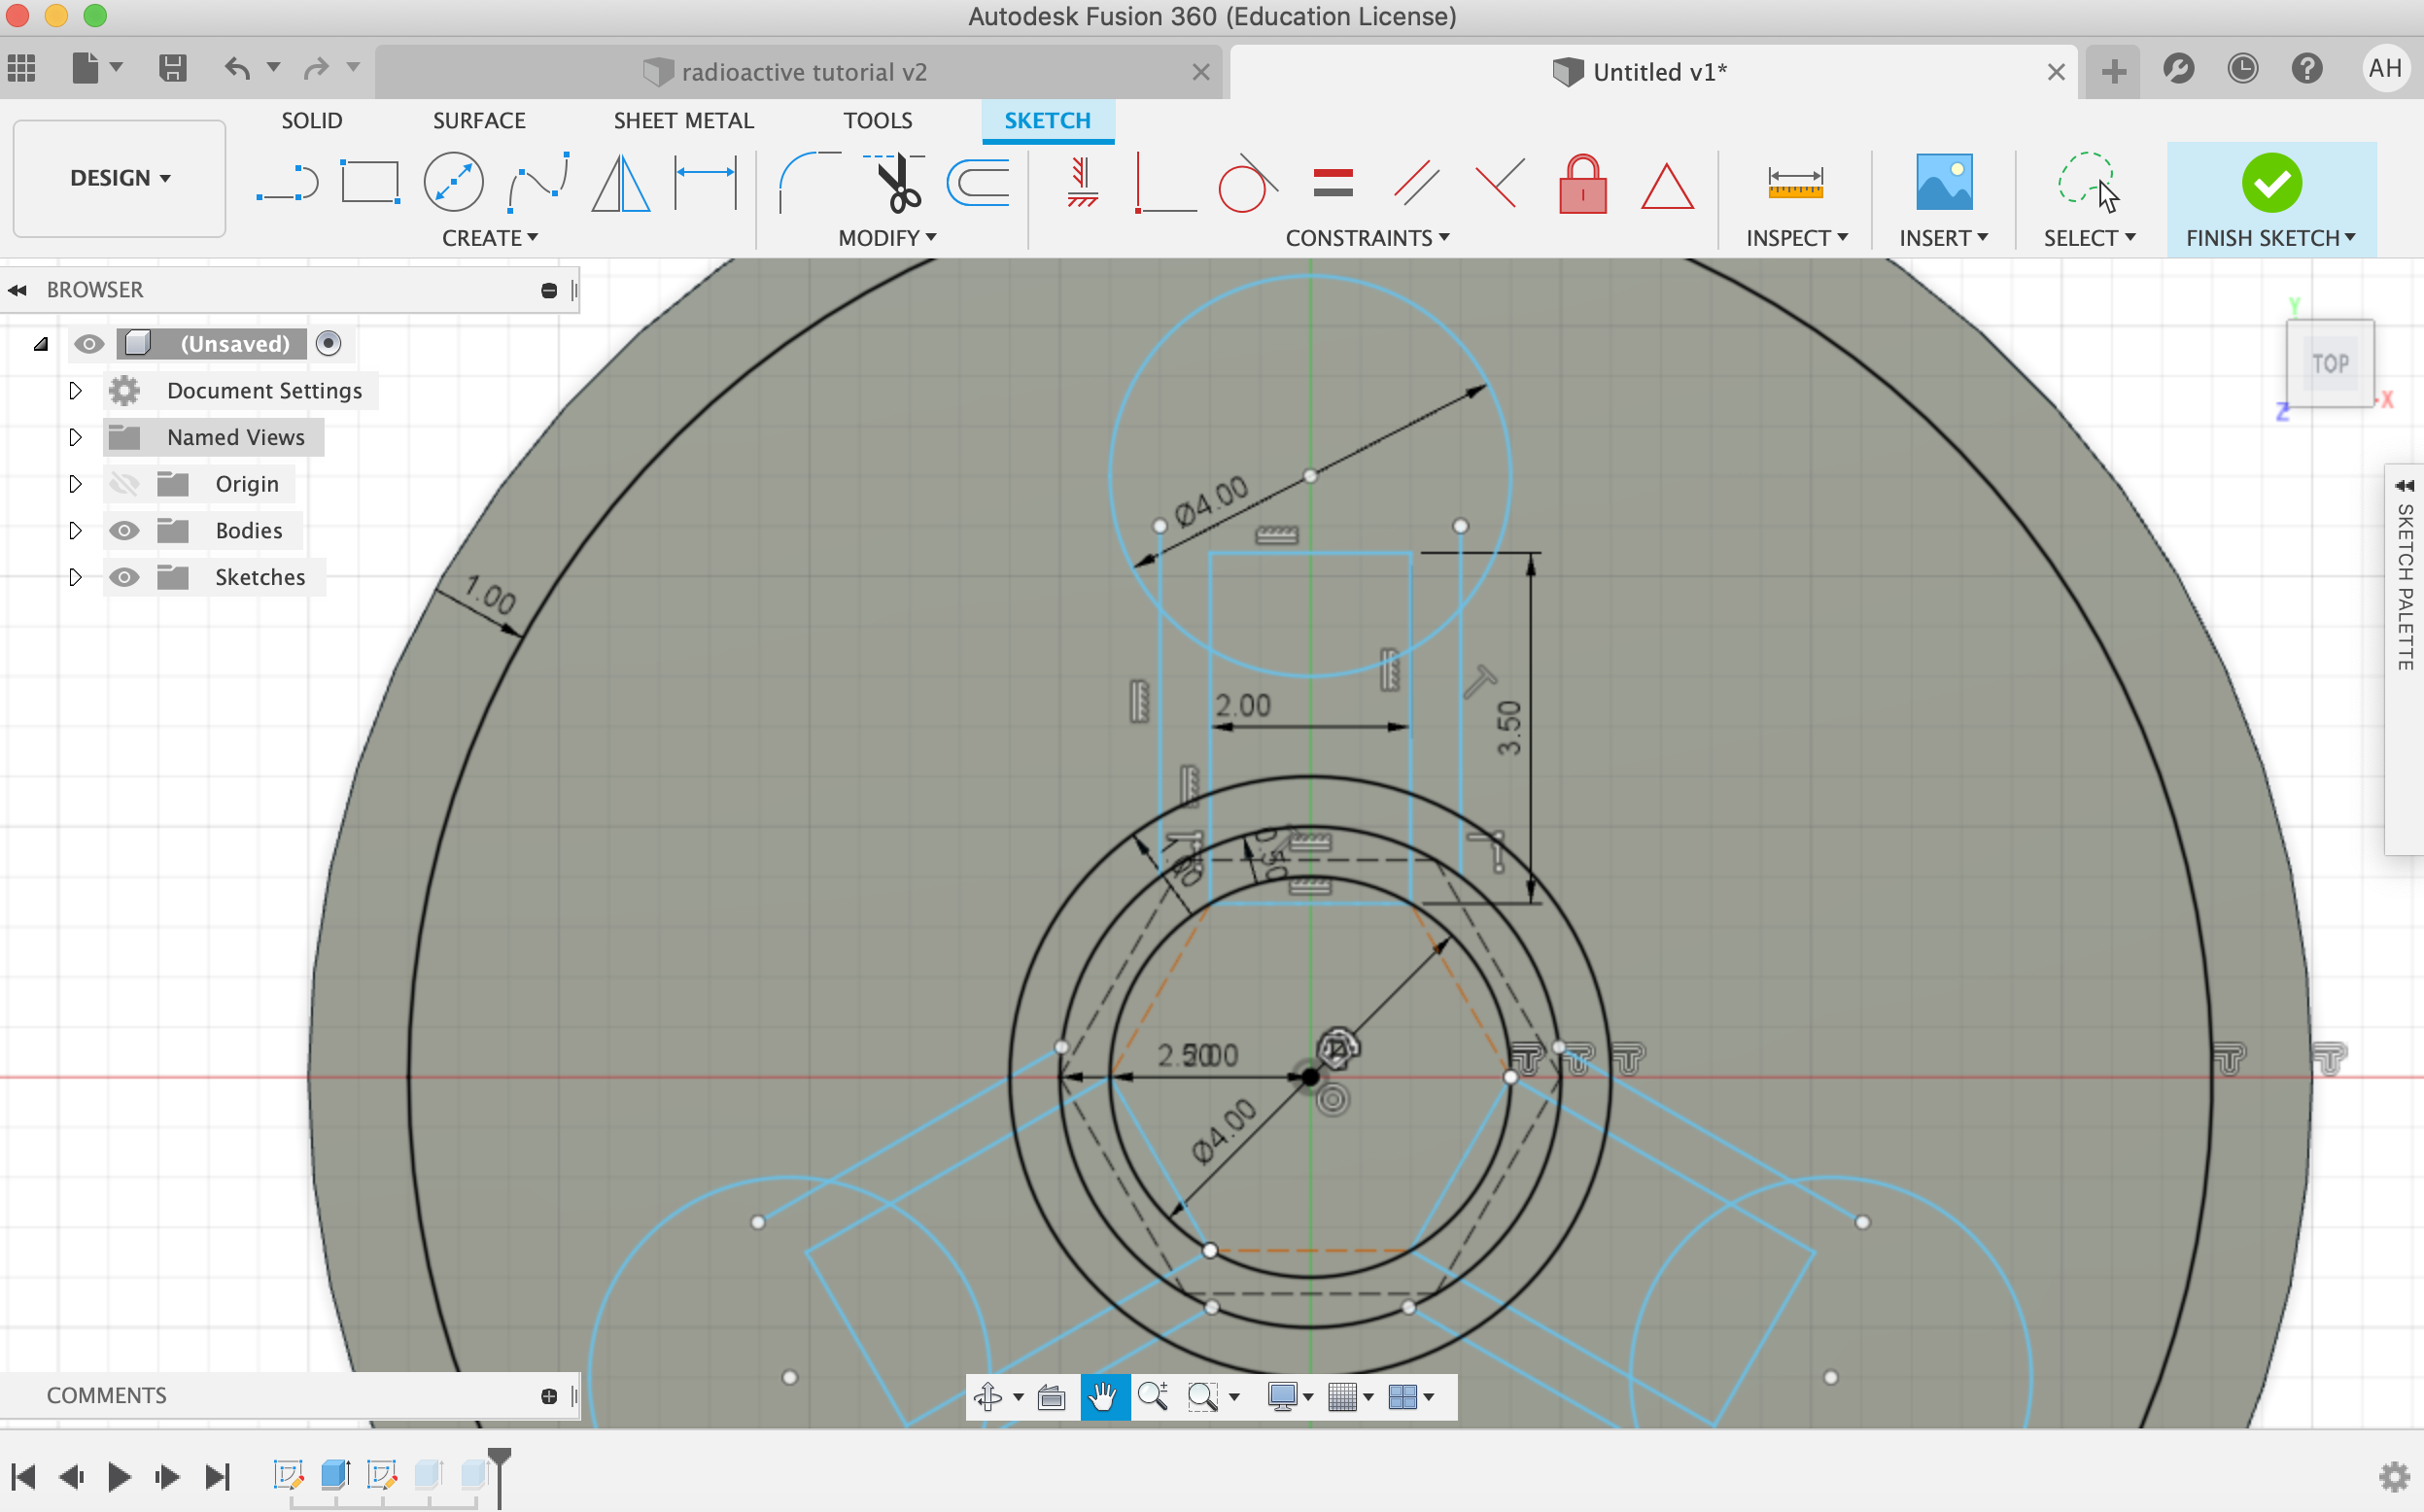 Autodesk Fusion 360 (Education License)
radioactive tutorial v2
Untitled v1*
AH
SOLID
SURFACE
SHEET METAL
TOOLS
SKETCH
DESIGN
CREATE
MODIFY
CONSTRAINTS
INSPECT
INSERT
SELECT
FINISH SKETCH
BROWSER
(Unsaved)
Document Settings
Named Views
Origin
Bodies
Sketches
Y
TOP
X
Z
SKETCH PALETTE
Ø4.00
1.00
2.00
3.50
0.50
Ø4.00
COMMENTS